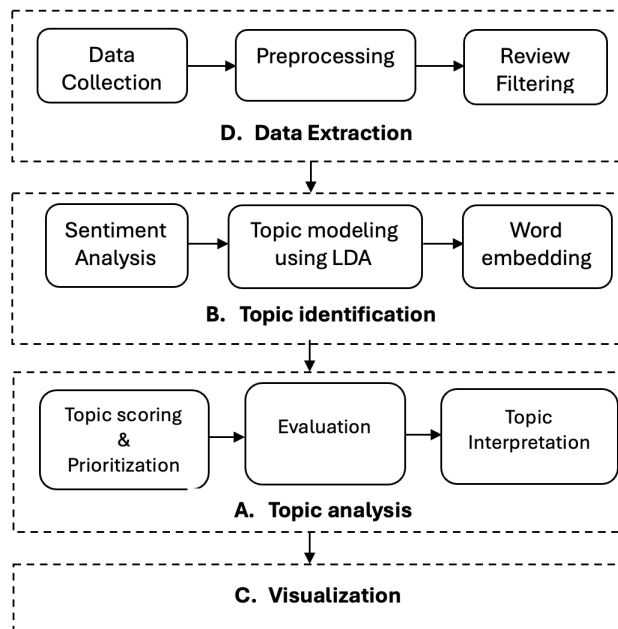 Data
Collection
Preprocessing
Review
Filtering
D. Data Extraction
Sentiment
Analysis
Topic modeling
using LDA
Word
embedding
B. Topic identification
Topic scoring
&
Prioritization
Evaluation
Topic
Interpretation
A. Topic analysis
C. Visualization